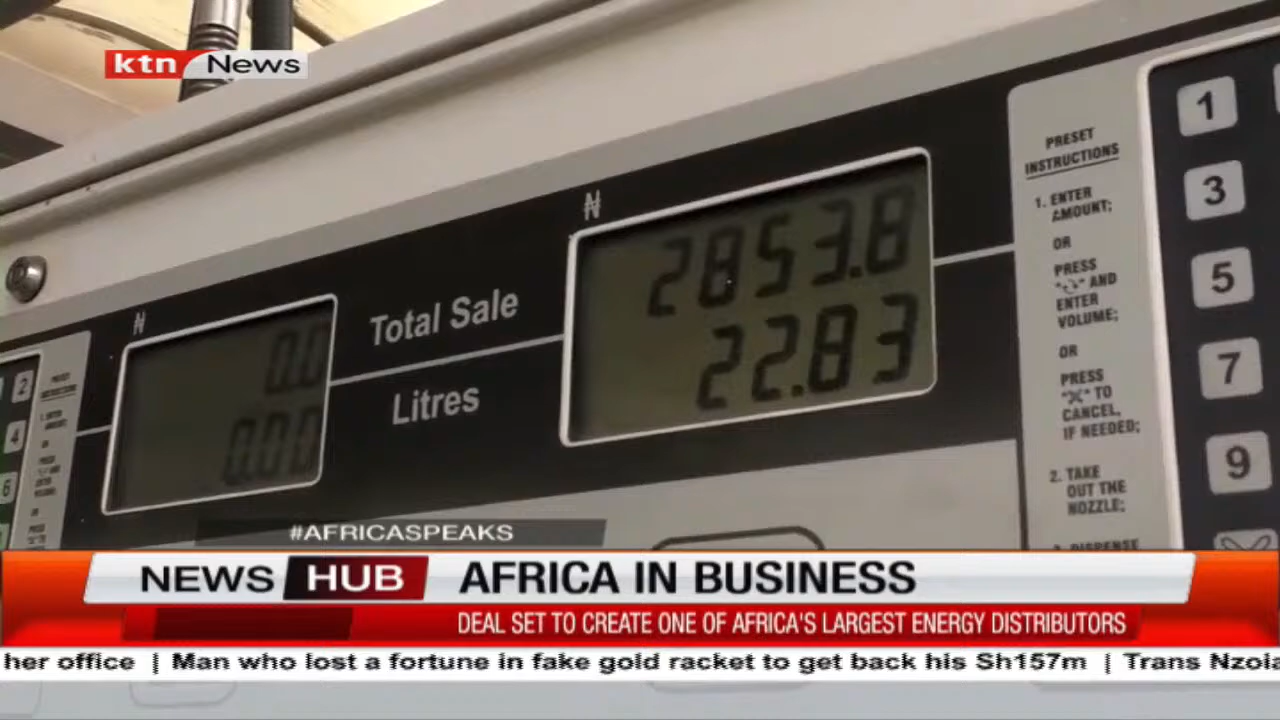 ktn News
1
3
5
7
9
PRESET
INSTRUCTIONS
1. ENTER
AMOUNT;
OR
PRESS
AND
ENTER
VOLUME;
OR
PRESS
"X" TO
CANCEL,
IF NEEDED;
2. TAKE
OUT THE
NOZZLE;
DISPENSE
₦
2853.8
22.83
Total Sale
Litres
₦
0.0
0.00
2
4
6
#AFRICASPEAKS
NEWS HUB
AFRICA IN BUSINESS
DEAL SET TO CREATE ONE OF AFRICA'S LARGEST ENERGY DISTRIBUTORS
her office | Man who lost a fortune in fake gold racket to get back his Sh157m | Trans Nzoia